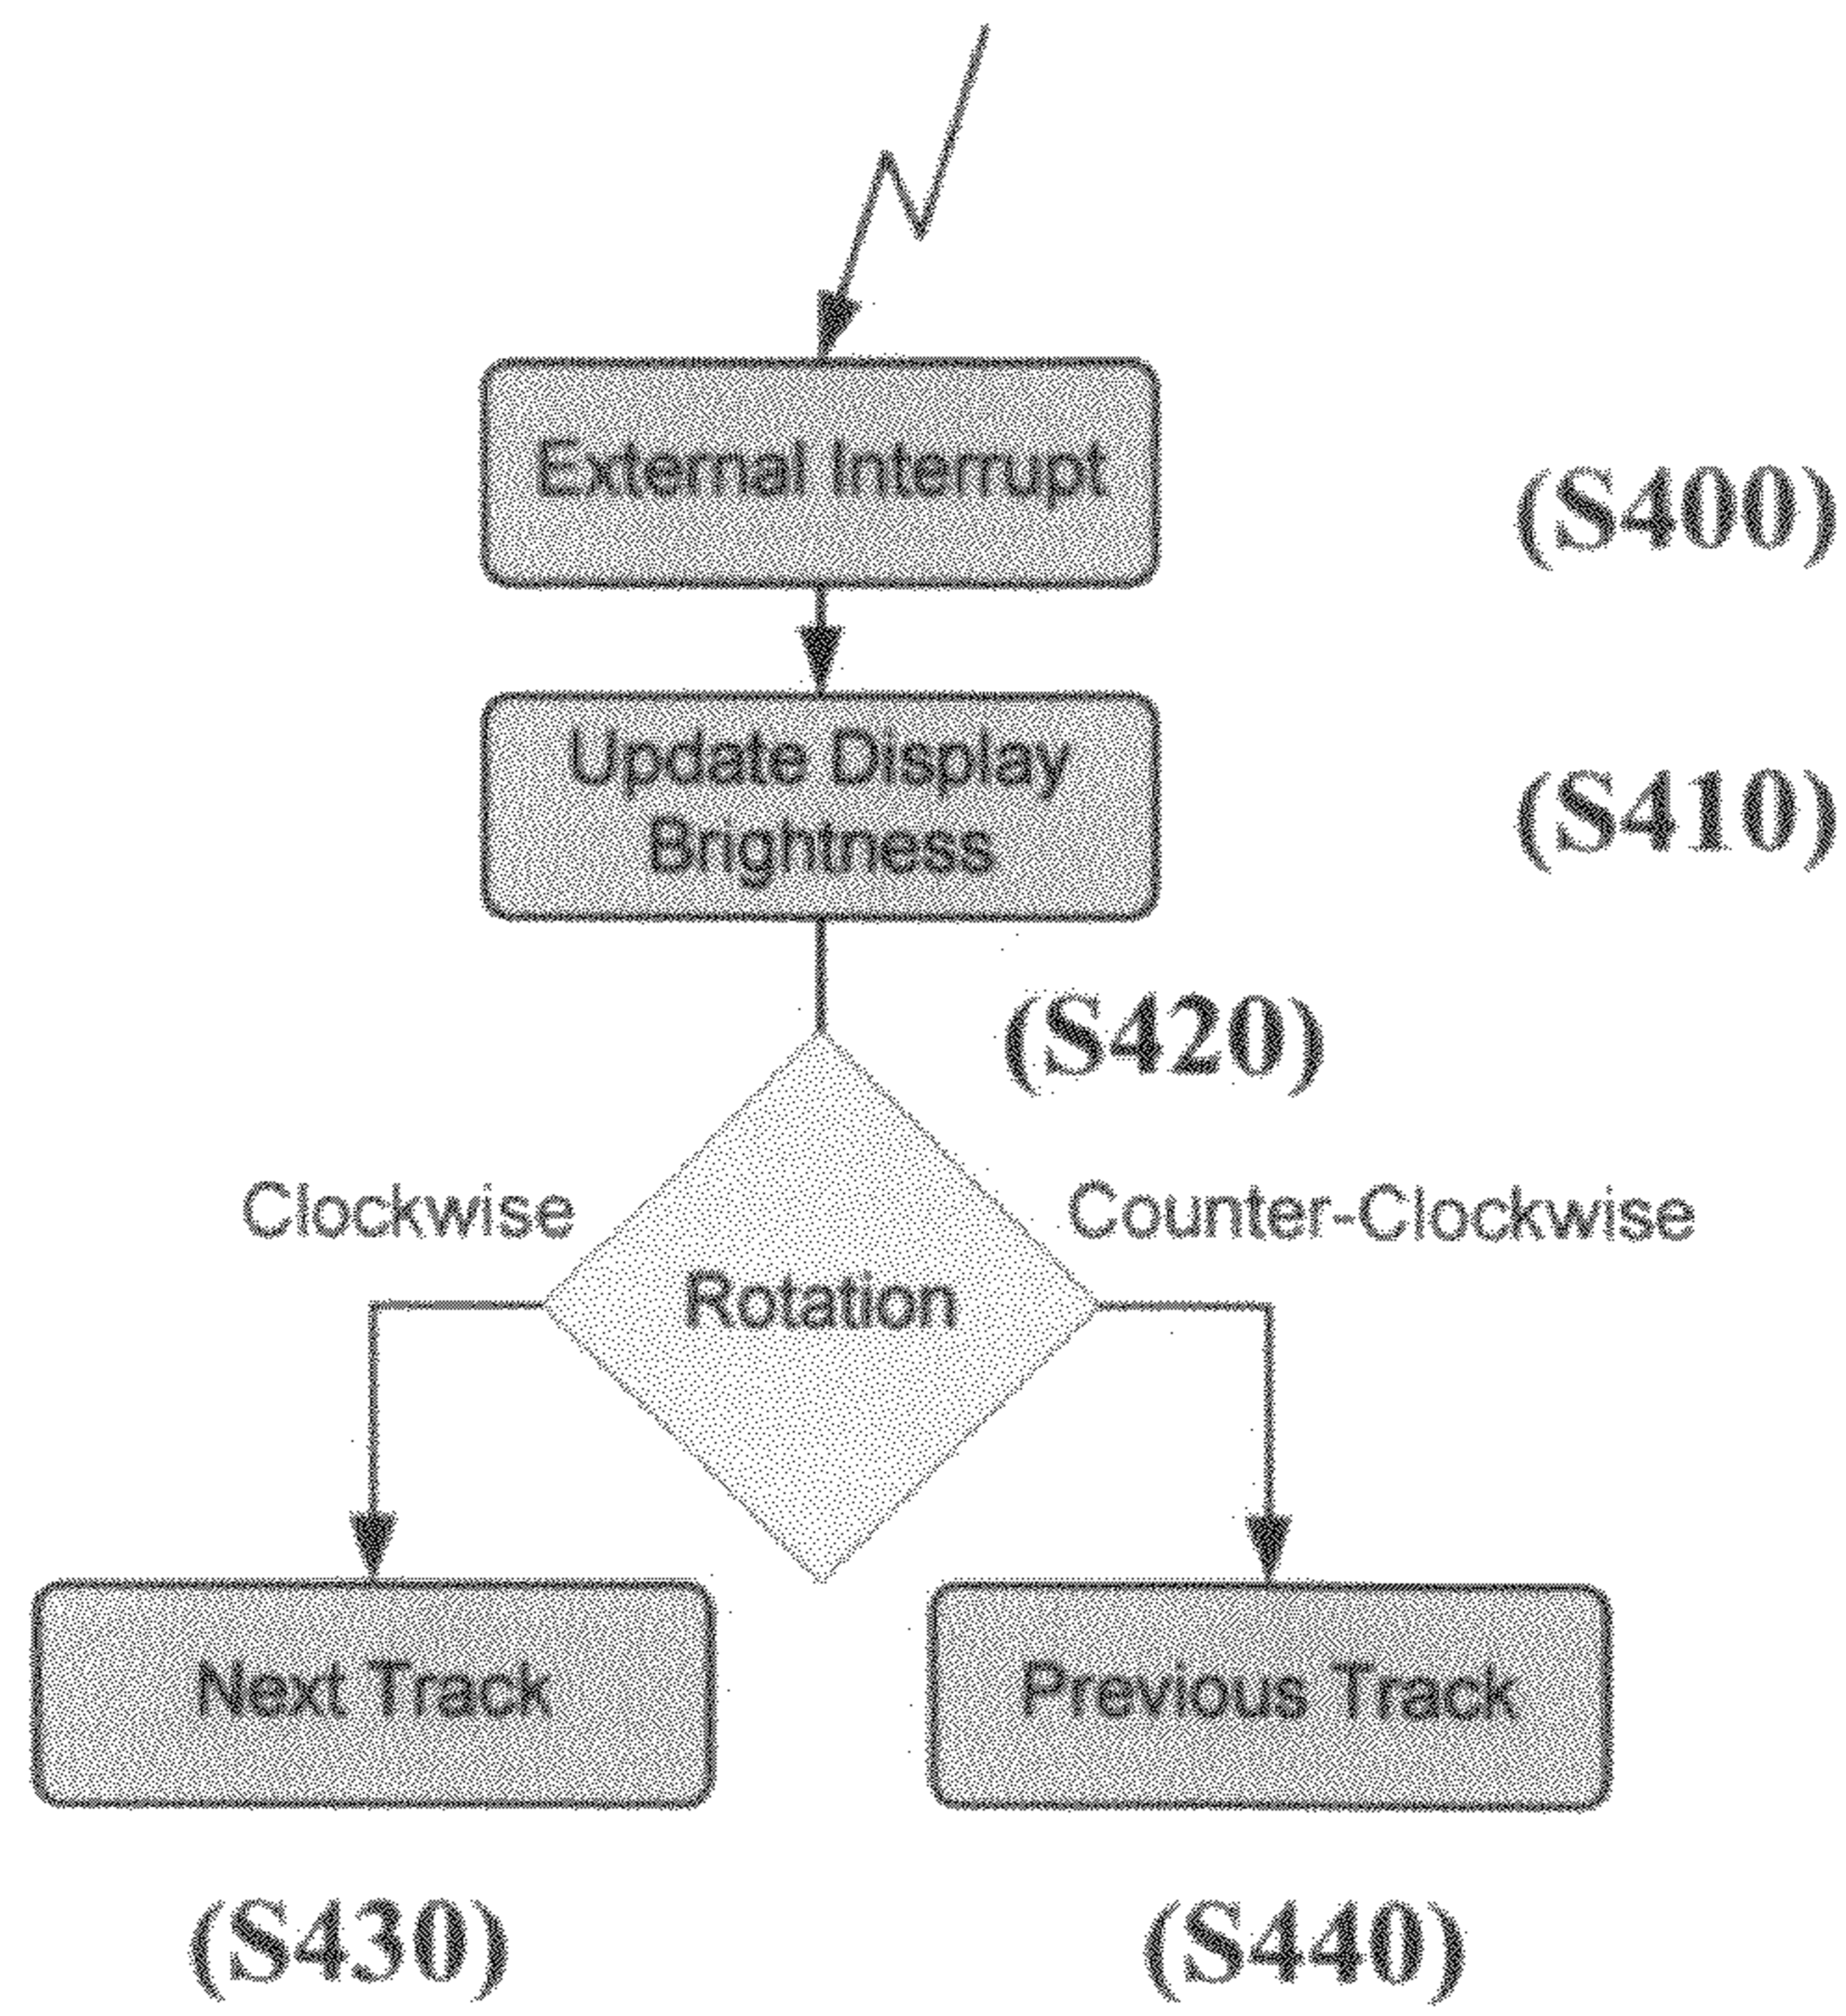 External Interrupt
(S400)
Update Display
Brightness
(S410)
(S420)
Clockwise
Counter-Clockwise
Rotation
Next Track
Previous Track
(S430)
(S440)